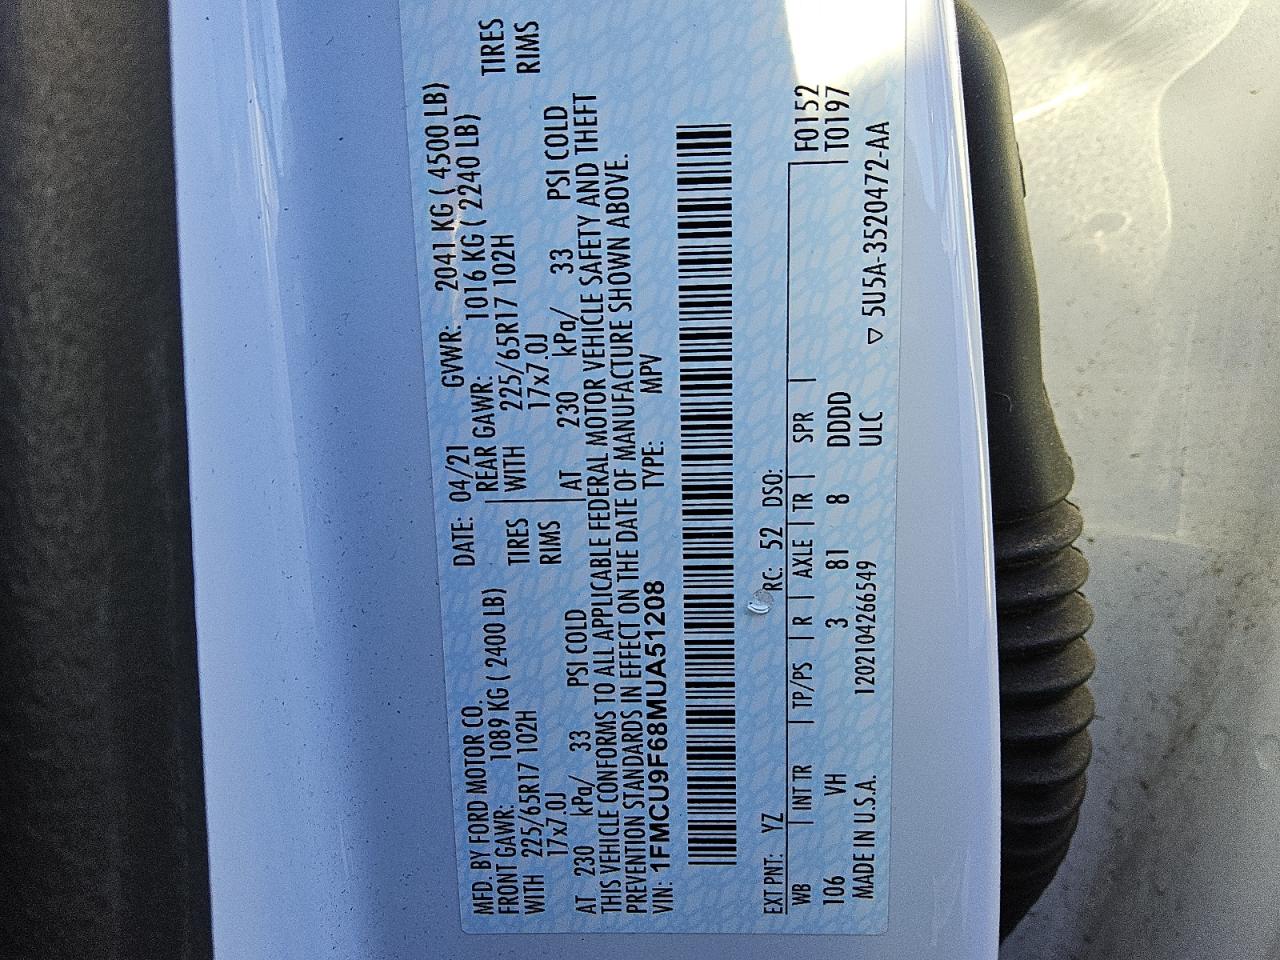 MFD. BY FORD MOTOR CO. DATE: 04/21 GVWR: 2041 KG ( 4500 LB)
FRONT GAWR: 1089 KG ( 2400 LB) REAR GAWR: 1016 KG ( 2240 LB)
WITH 225/65R17 102H TIRES WITH 225/65R17 102H TIRES
17x7.0J RIMS 17x7.0J RIMS
AT 230 kPa/ 33 PSI COLD AT 230 kPa/ 33 PSI COLD
THIS VEHICLE CONFORMS TO ALL APPLICABLE FEDERAL MOTOR VEHICLE SAFETY AND THEFT
PREVENTION STANDARDS IN EFFECT ON THE DATE OF MANUFACTURE SHOWN ABOVE.
VIN: 1FMCU9F68MUA51208 TYPE: MPV
EXT PNT: YZ RC: 52 DSO:
WB | INT TR | TP/PS | R | AXLE | TR | SPR | F0152
106 VH 3 81 8 DDDD T0197
MADE IN U.S.A. 1202104266549 ULC ▽ 5U5A-3520472-AA